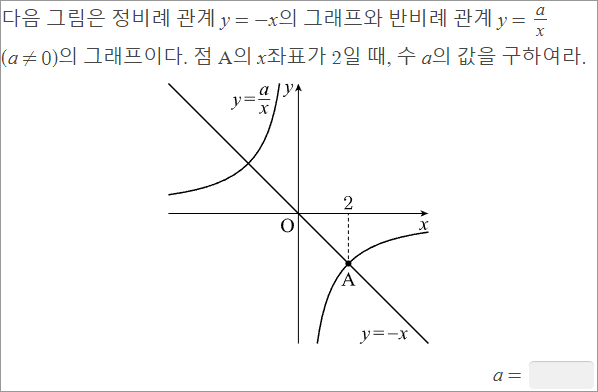 다음 그림은 정비례 관계 y = −x의 그래프와 반비례 관계 y = a/x
(a ≠ 0)의 그래프이다. 점 A의 x좌표가 2일 때, 수 a의 값을 구하여라.
y=a/x
y
2
O
x
A
y=−x
a =